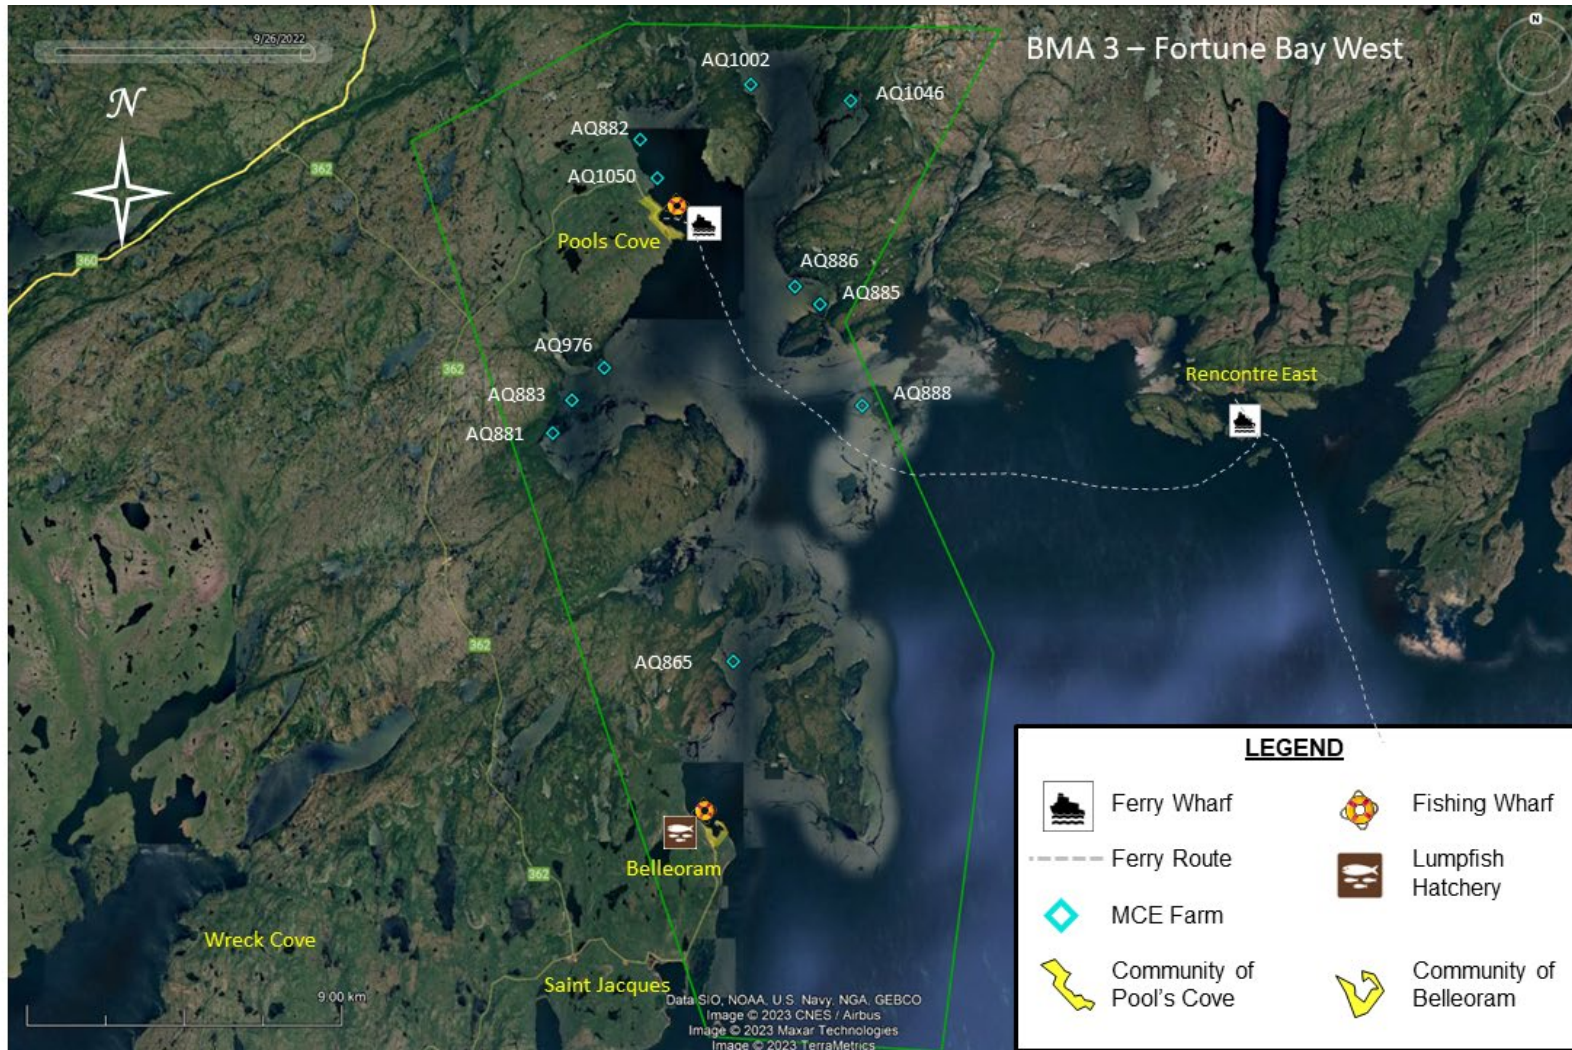 9/26/2022
N
BMA 3 – Fortune Bay West
N
AQ1002
AQ1046
AQ882
362
AQ1050
Pools Cove
360
AQ886
AQ885
AQ976
362
Rencontre East
AQ883
AQ888
AQ881
362
AQ865
Belleoram
362
Wreck Cove
Saint Jacques
9.00 km
Data SIO, NOAA, U.S. Navy, NGA, GEBCO
Image © 2023 CNES / Airbus
Image © 2023 Maxar Technologies
Image © 2023 TerraMetrics
LEGEND
Ferry Wharf
Fishing Wharf
Ferry Route
Lumpfish
Hatchery
MCE Farm
Community of
Pool's Cove
Community of
Belleoram